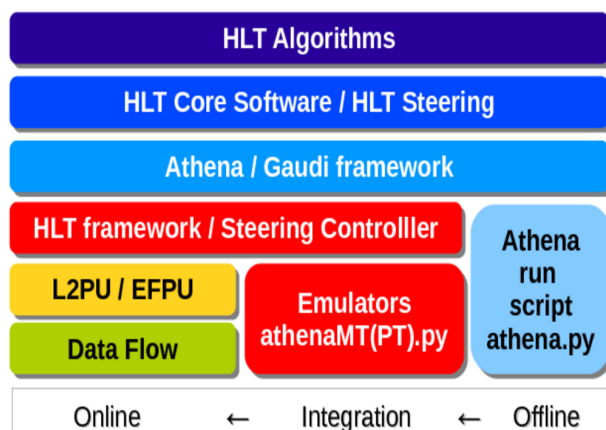 HLT Algorithms
HLT Core Software / HLT Steering
Athena / Gaudi framework
HLT framework / Steering Controlller
Athena
run
script
athena.py
L2PU / EFPU
Emulators
athenaMT(PT).py
Data Flow
Online ← Integration ← Offline